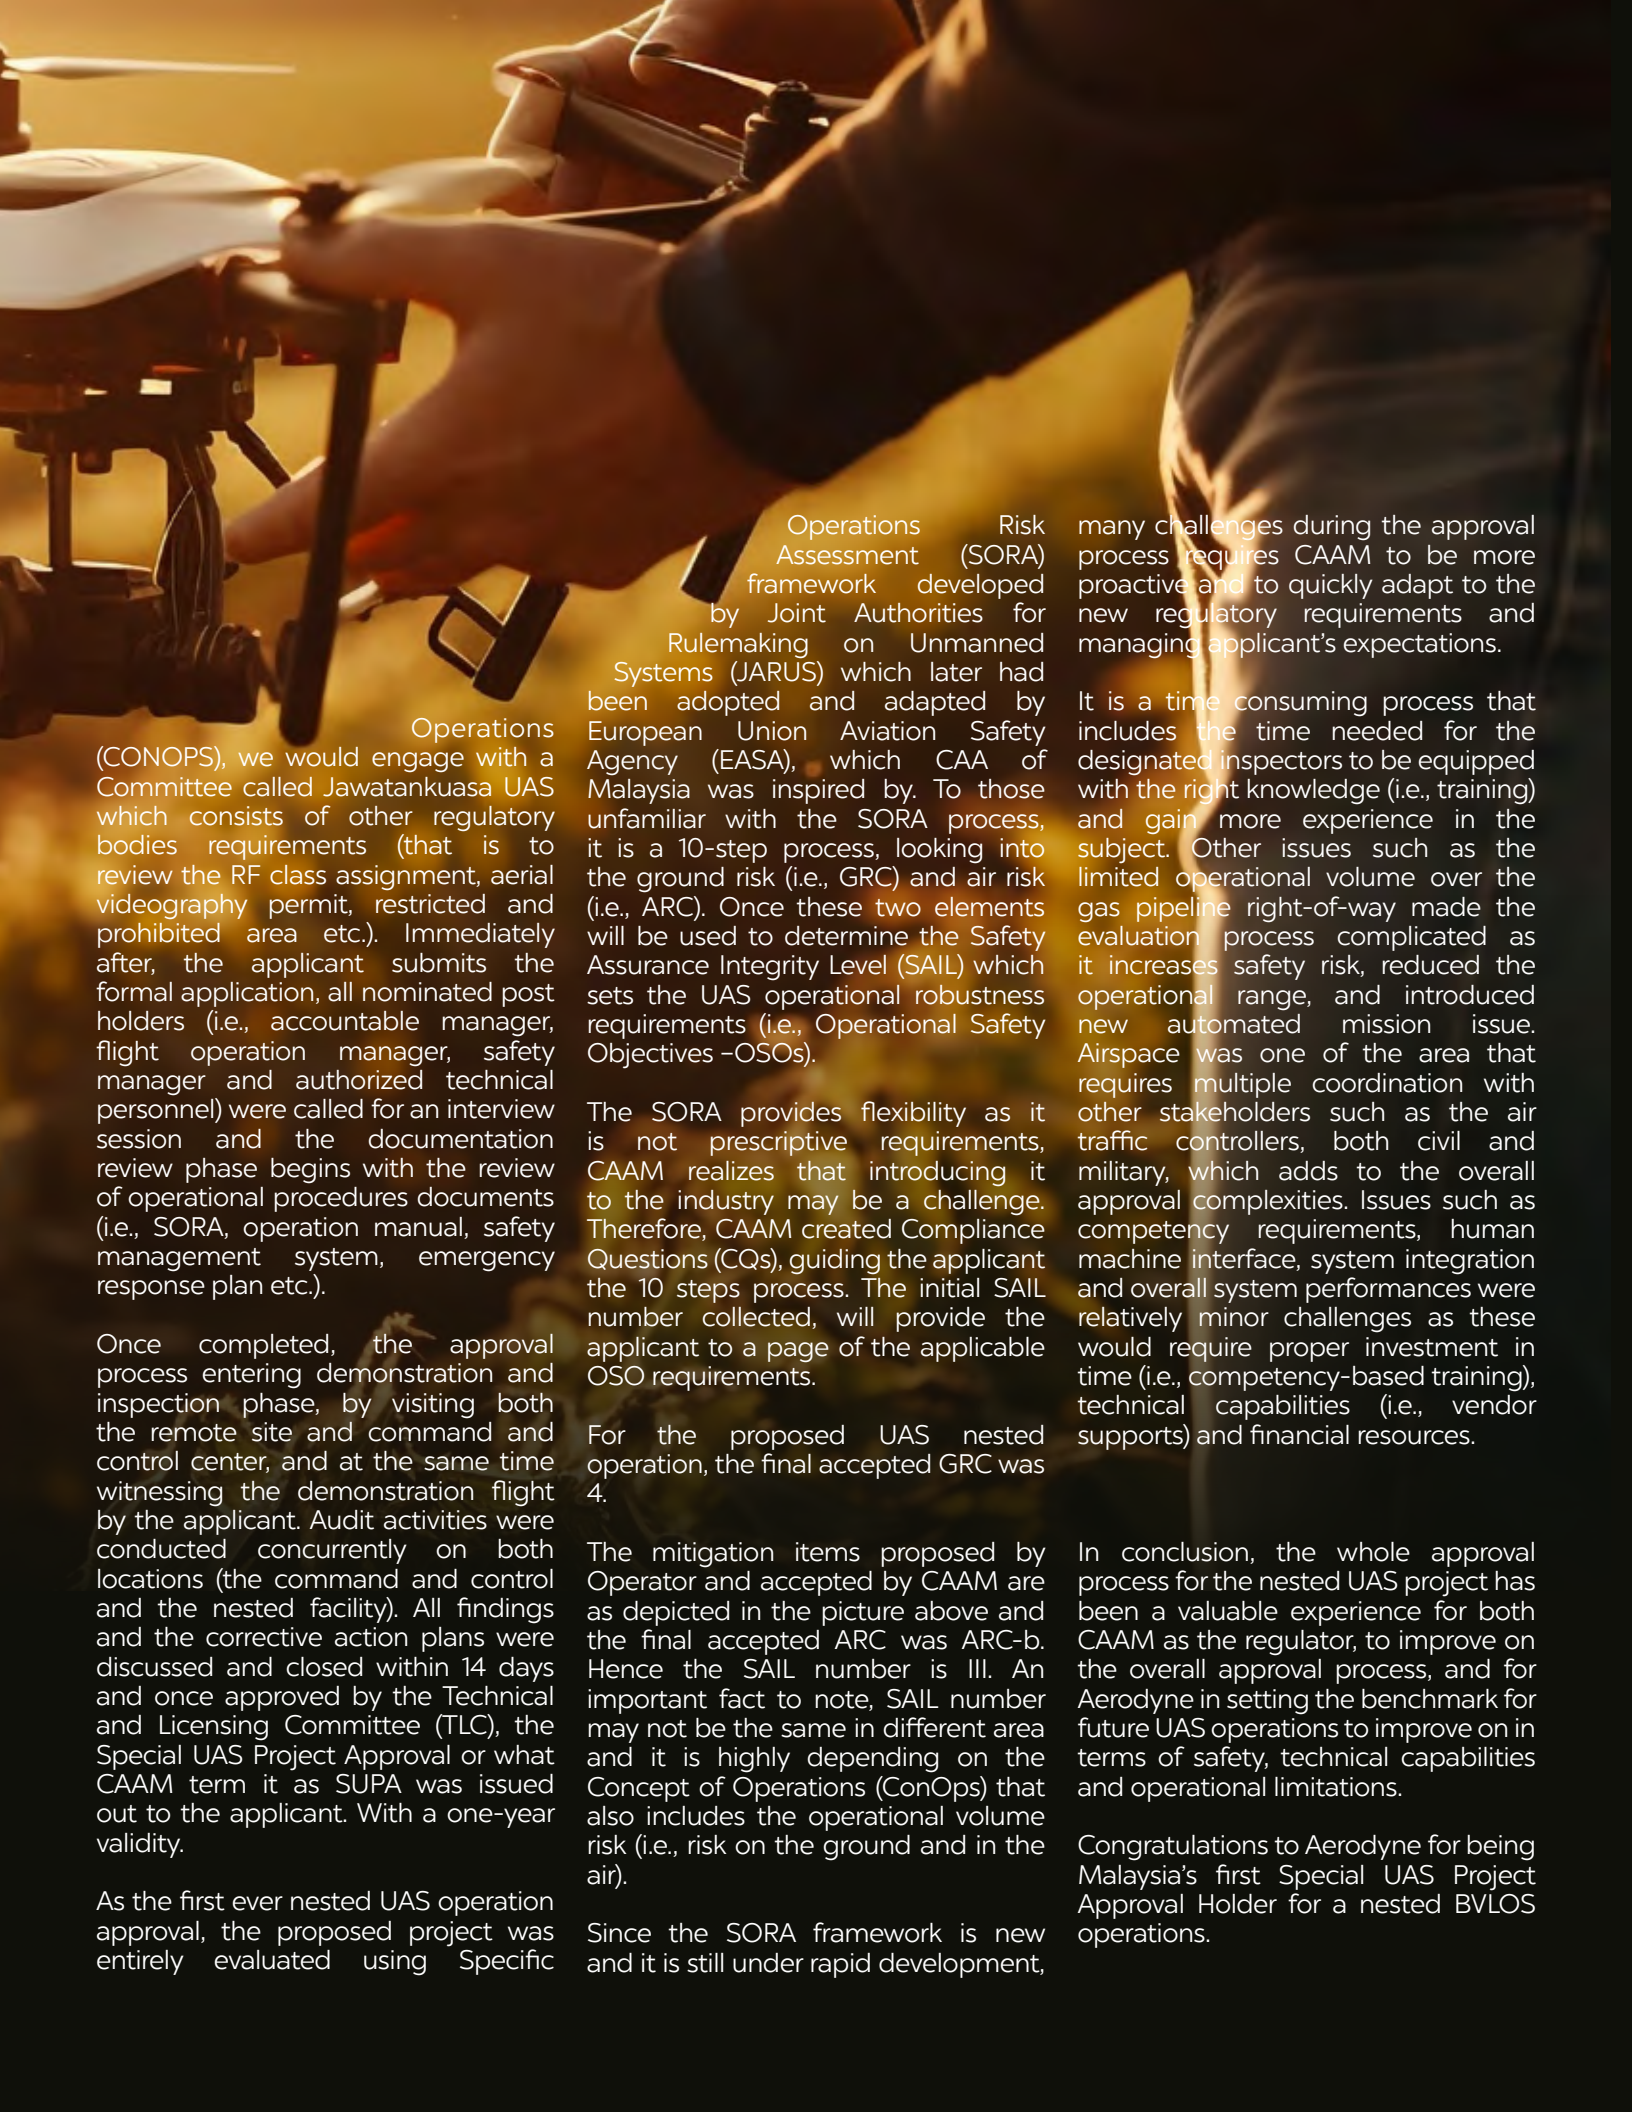 Operations
(CONOPS), we would engage with a
Committee called Jawatankuasa UAS
which consists of other regulatory
bodies requirements (that is to
review the RF class assignment, aerial
videography permit, restricted and
prohibited area etc.). Immediately
after, the applicant submits the
formal application, all nominated post
holders (i.e., accountable manager,
flight operation manager, safety
manager and authorized technical
personnel) were called for an interview
session and the documentation
review phase begins with the review
of operational procedures documents
(i.e., SORA, operation manual, safety
management system, emergency
response plan etc.).
Once completed, the approval
process entering demonstration and
inspection phase, by visiting both
the remote site and command and
control center, and at the same time
witnessing the demonstration flight
by the applicant. Audit activities were
conducted concurrently on both
locations (the command and control
and the nested facility). All findings
and the corrective action plans were
discussed and closed within 14 days
and once approved by the Technical
and Licensing Committee (TLC), the
Special UAS Project Approval or what
CAAM term it as SUPA was issued
out to the applicant. With a one-year
validity.
As the first ever nested UAS operation
approval, the proposed project was
entirely evaluated using Specific
Operations Risk
Assessment (SORA)
framework developed
by Joint Authorities for
Rulemaking on Unmanned
Systems (JARUS) which later had
been adopted and adapted by
European Union Aviation Safety
Agency (EASA), which CAA of
Malaysia was inspired by. To those
unfamiliar with the SORA process,
it is a 10-step process, looking into
the ground risk (i.e., GRC) and air risk
(i.e., ARC). Once these two elements
will be used to determine the Safety
Assurance Integrity Level (SAIL) which
sets the UAS operational robustness
requirements (i.e., Operational Safety
Objectives –OSOs).
The SORA provides flexibility as it
is not prescriptive requirements,
CAAM realizes that introducing it
to the industry may be a challenge.
Therefore, CAAM created Compliance
Questions (CQs), guiding the applicant
the 10 steps process. The initial SAIL
number collected, will provide the
applicant to a page of the applicable
OSO requirements.
For the proposed UAS nested
operation, the final accepted GRC was
4.
The mitigation items proposed by
Operator and accepted by CAAM are
as depicted in the picture above and
the final accepted ARC was ARC-b.
Hence the SAIL number is III. An
important fact to note, SAIL number
may not be the same in different area
and it is highly depending on the
Concept of Operations (ConOps) that
also includes the operational volume
risk (i.e., risk on the ground and in the
air).
Since the SORA framework is new
and it is still under rapid development,
many challenges during the approval
process requires CAAM to be more
proactive and to quickly adapt to the
new regulatory requirements and
managing applicant's expectations.
It is a time consuming process that
includes the time needed for the
designated inspectors to be equipped
with the right knowledge (i.e., training)
and gain more experience in the
subject. Other issues such as the
limited operational volume over the
gas pipeline right-of-way made the
evaluation process complicated as
it increases safety risk, reduced the
operational range, and introduced
new automated mission issue.
Airspace was one of the area that
requires multiple coordination with
other stakeholders such as the air
traffic controllers, both civil and
military, which adds to the overall
approval complexities. Issues such as
competency requirements, human
machine interface, system integration
and overall system performances were
relatively minor challenges as these
would require proper investment in
time (i.e., competency-based training),
technical capabilities (i.e., vendor
supports) and financial resources.
In conclusion, the whole approval
process for the nested UAS project has
been a valuable experience for both
CAAM as the regulator, to improve on
the overall approval process, and for
Aerodyne in setting the benchmark for
future UAS operations to improve on in
terms of safety, technical capabilities
and operational limitations.
Congratulations to Aerodyne for being
Malaysia's first Special UAS Project
Approval Holder for a nested BVLOS
operations.